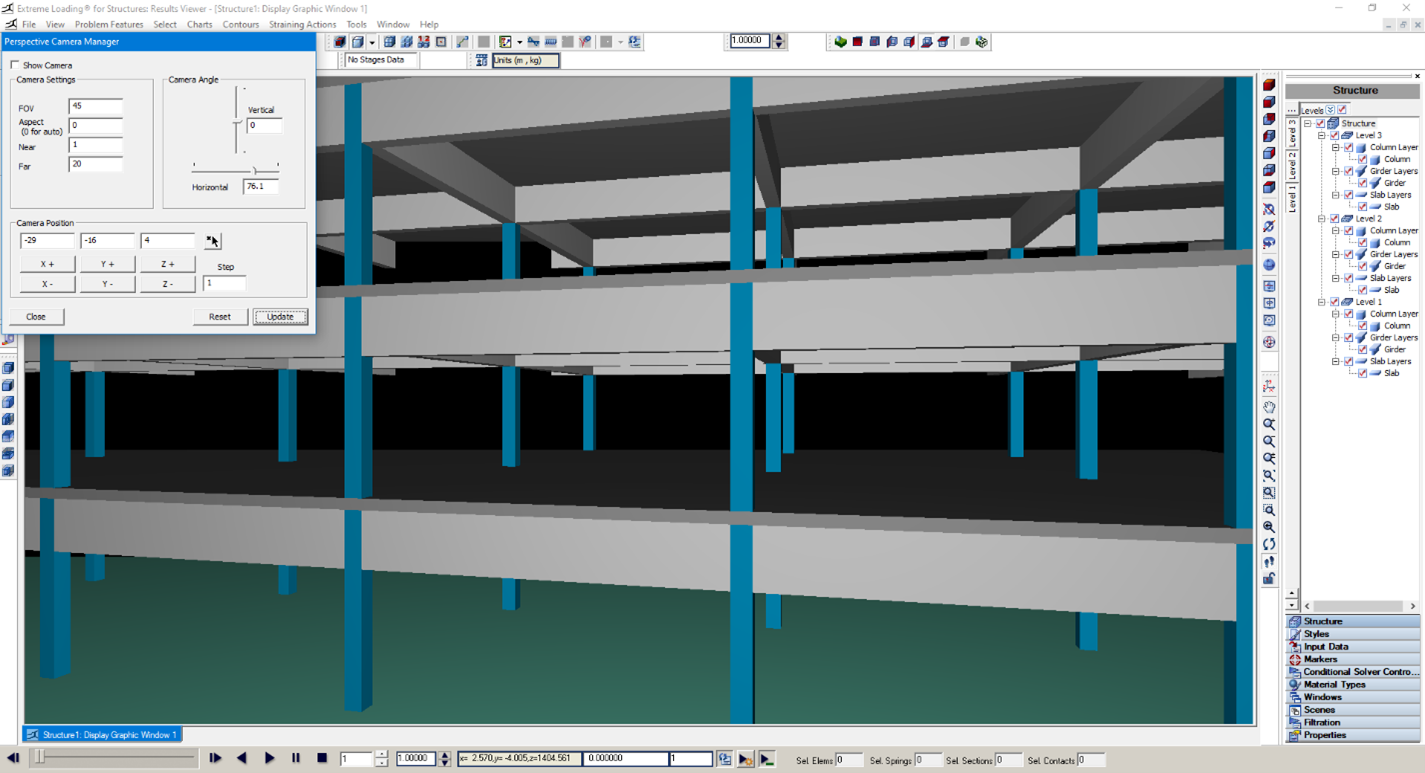 Extreme Loading® for Structures: Results Viewer - [Structure1: Display Graphic Window 1]
File View Problem Features Select Charts Contours Straining Actions Tools Window Help
Perspective Camera Manager
Show Camera
Camera Settings
FOV 45
Aspect (0 for auto) 0
Near 1
Far 20
Camera Angle
Vertical
0
Horizontal 76.1
Camera Position
-29 -16 4
X + Y + Z + Step
X - Y - Z - 1
Close Reset Update
1.00000
No Stages Data
Units (m , kg)
Structure
... Levels
Level 3
Level 2
Level 1
Structure
Level 3
Column Layer
Column
Girder Layers
Girder
Slab Layers
Slab
Level 2
Column Layer
Column
Girder Layers
Girder
Slab Layers
Slab
Level 1
Column Layer
Column
Girder Layers
Girder
Slab Layers
Slab
Structure
Styles
Input Data
Markers
Conditional Solver Contro...
Material Types
Windows
Scenes
Filtration
Properties
Structure1: Display Graphic Window 1
1 1.00000 x= 2.570,y= -4.005,z=1404.561 0.000000 1 Sel. Elems 0 Sel. Springs 0 Sel. Sections 0 Sel. Contacts 0